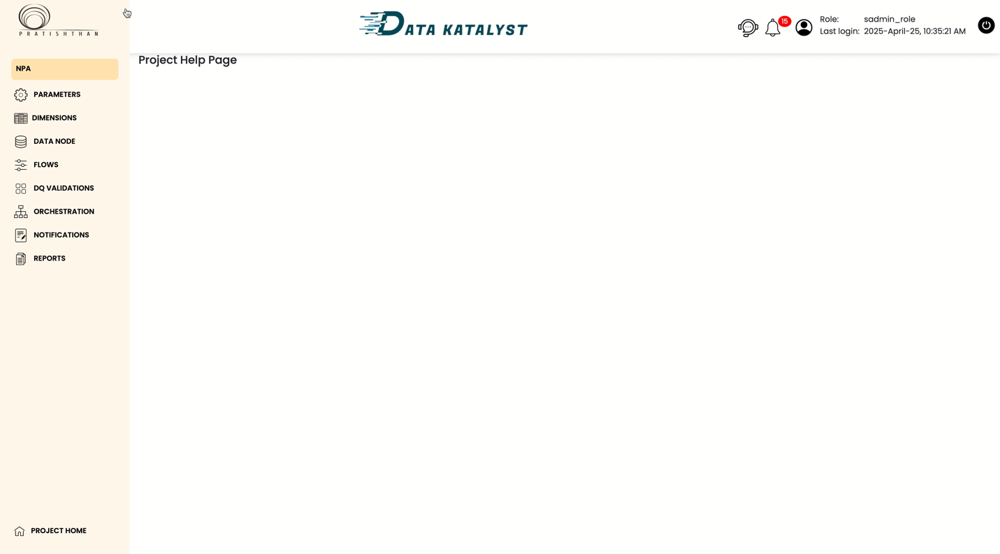 PRATISHTHAN
DATA KATALYST
15
Role: sadmin_role
Last login: 2025-April-25, 10:35:21 AM
Project Help Page
NPA
PARAMETERS
DIMENSIONS
DATA NODE
FLOWS
DQ VALIDATIONS
ORCHESTRATION
NOTIFICATIONS
REPORTS
PROJECT HOME